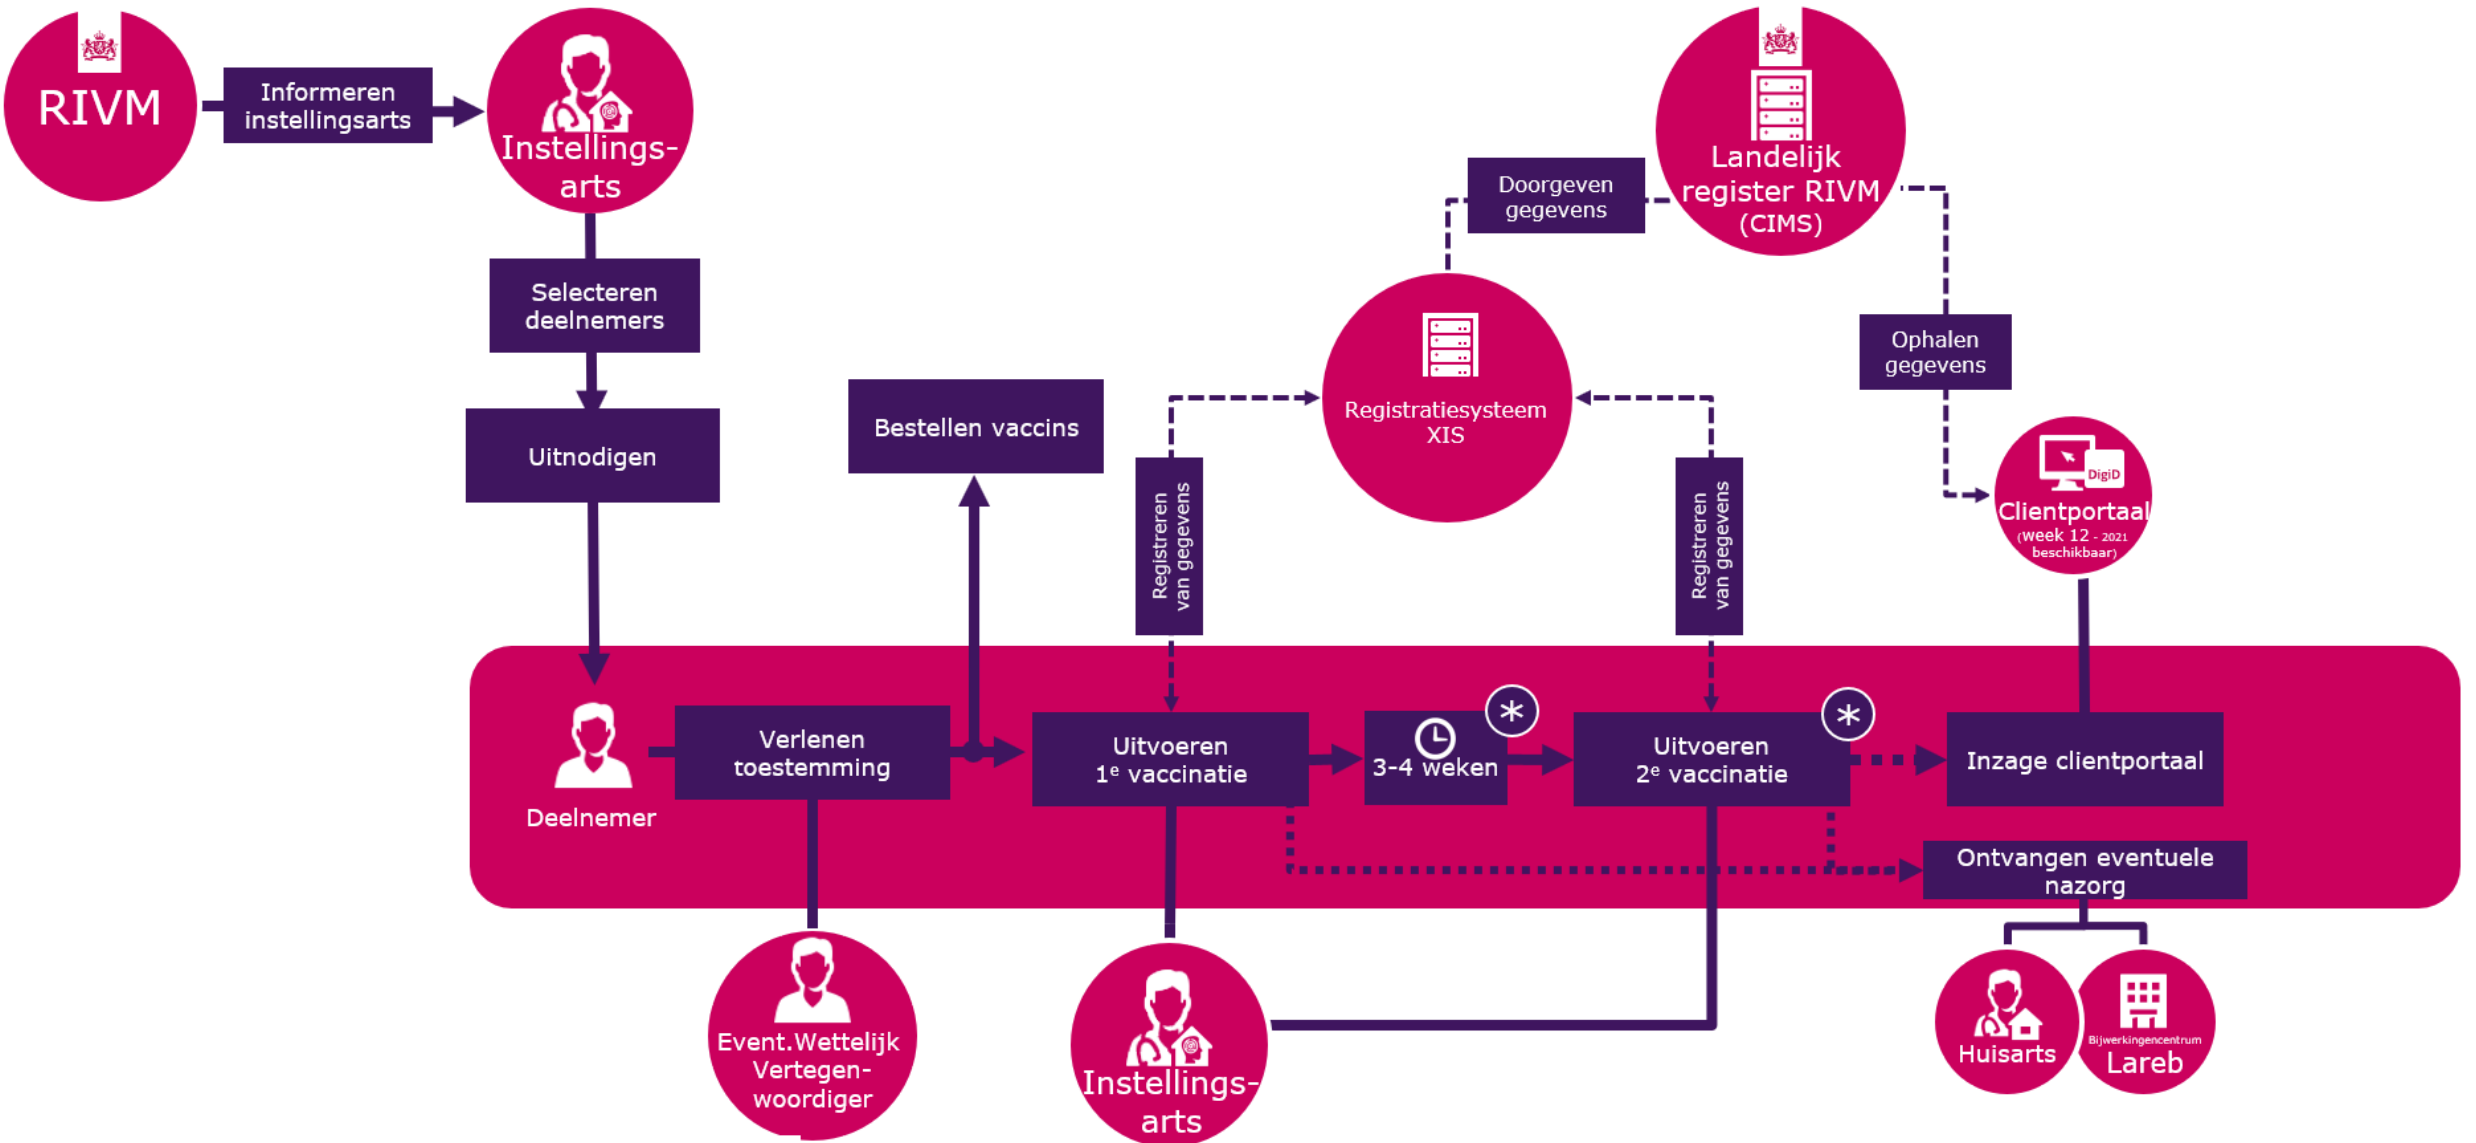 RIVM
Informeren
instellingsarts
Instellings-
arts
Selecteren
deelnemers
Uitnodigen
Bestellen vaccins
Landelijk
register RIVM
(CIMS)
Doorgeven
gegevens
Ophalen
gegevens
Registratiesysteem
XIS
DigiD
Clientportaal
(week 12 - 2021
beschikbaar)
Registreren
van gegevens
Registreren
van gegevens
Deelnemer
Verlenen
toestemming
Uitvoeren
1e vaccinatie
3-4 weken
*
Uitvoeren
2e vaccinatie
*
Inzage clientportaal
Ontvangen eventuele
nazorg
Event.Wettelijk
Vertegen-
woordiger
Instellings-
arts
Huisarts
Bijwerkingencentrum
Lareb